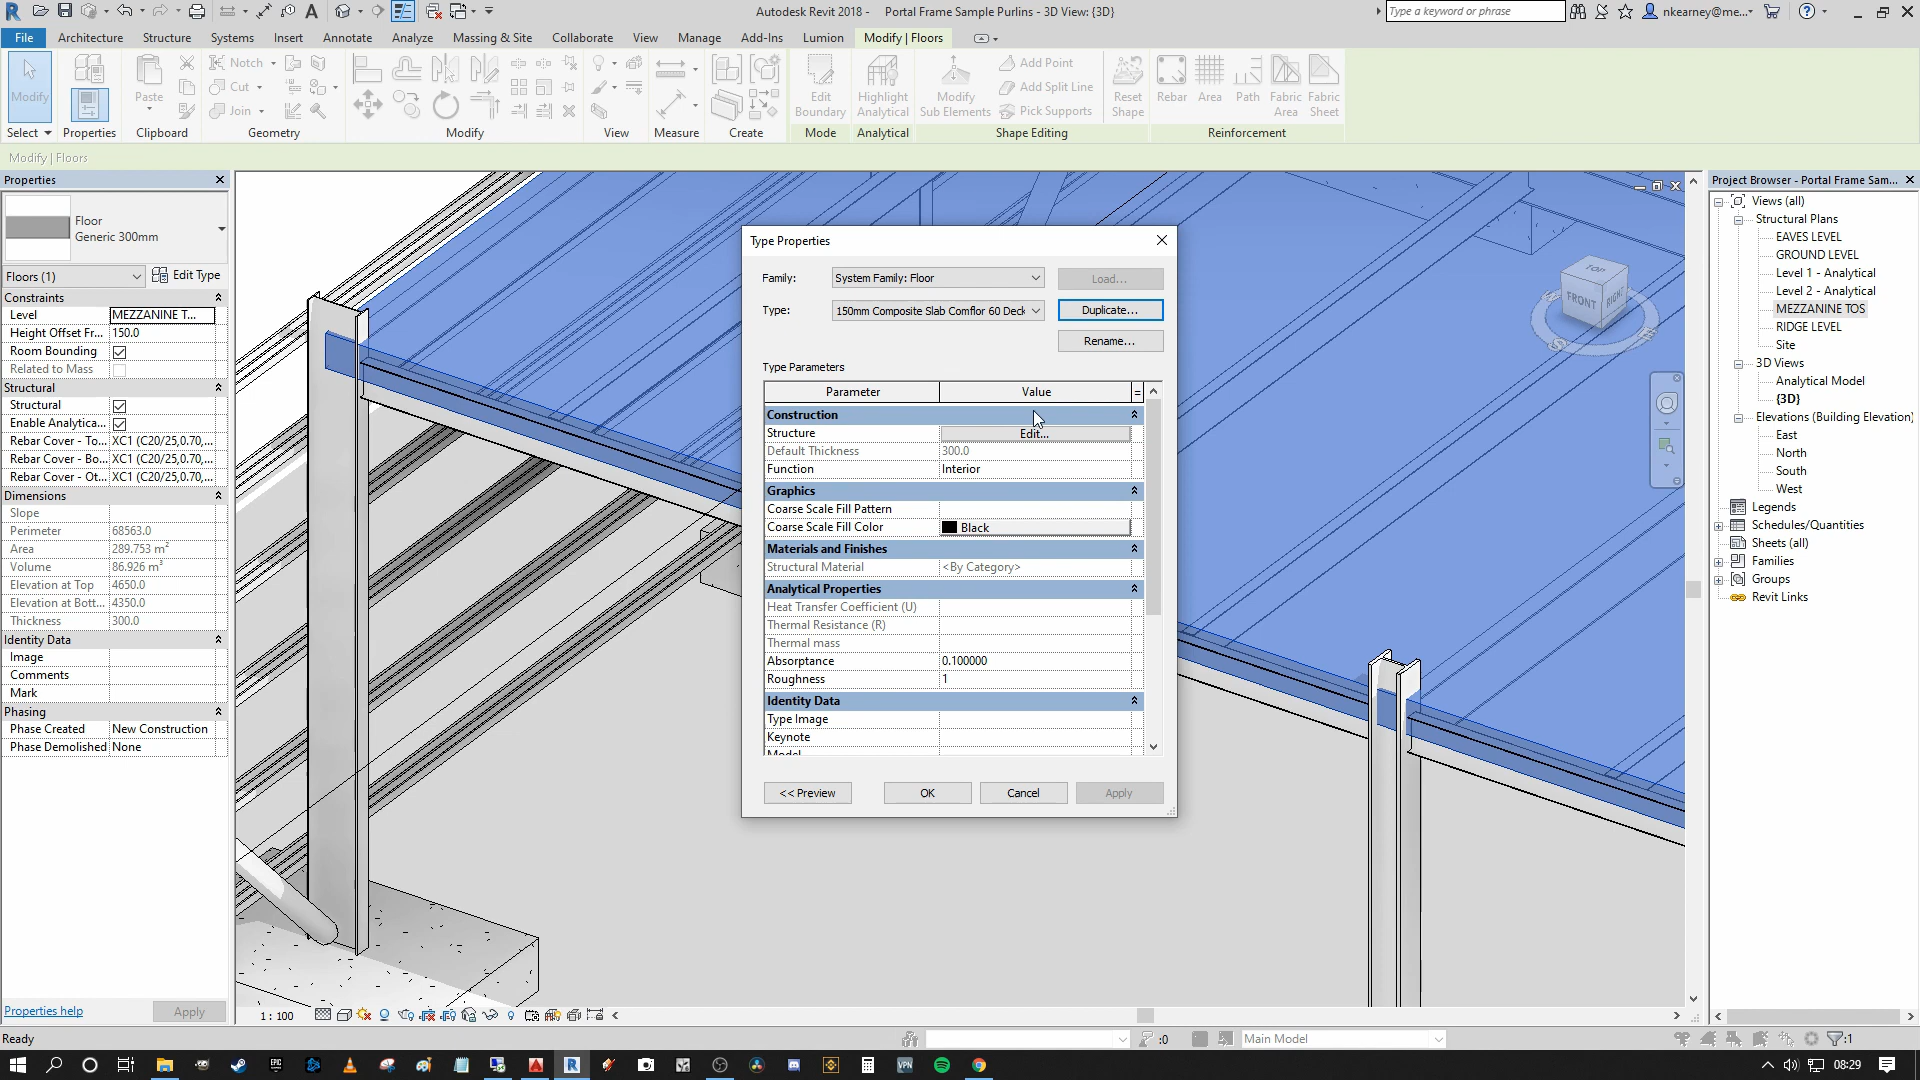 Autodesk Revit 2018 - Portal Frame Sample Purlins - 3D View: {3D}
Type a keyword or phrase
nkearney@me...
File Architecture Structure Systems Insert Annotate Analyze Massing & Site Collaborate View Manage Add-Ins Lumion Modify | Floors
Modify
Paste
Notch
Cut
Join
Edit Boundary
Highlight Analytical
Modify Sub Elements
Add Point
Add Split Line
Pick Supports
Reset Shape
Rebar
Area
Path
Fabric Area
Fabric Sheet
Select Properties Clipboard Geometry Modify View Measure Create Mode Analytical Shape Editing Reinforcement
Modify | Floors
Properties
Floor
Generic 300mm
Floors (1)
Edit Type
Constraints
Level MEZZANINE T...
Height Offset Fr... 150.0
Room Bounding
Related to Mass
Structural
Structural
Enable Analytica...
Rebar Cover - To... XC1 (C20/25,0.70,...
Rebar Cover - Bo... XC1 (C20/25,0.70,...
Rebar Cover - Ot... XC1 (C20/25,0.70,...
Dimensions
Slope
Perimeter 68563.0
Area 289.753 m²
Volume 86.926 m³
Elevation at Top 4650.0
Elevation at Bott... 4350.0
Thickness 300.0
Identity Data
Image
Comments
Mark
Phasing
Phase Created New Construction
Phase Demolished None
Properties help
Apply
Type Properties
Family: System Family: Floor Load...
Type: 150mm Composite Slab Comflor 60 Deck Duplicate...
Rename...
Type Parameters
Parameter Value =
Construction
Structure Edit...
Default Thickness 300.0
Function Interior
Graphics
Coarse Scale Fill Pattern
Coarse Scale Fill Color Black
Materials and Finishes
Structural Material <By Category>
Analytical Properties
Heat Transfer Coefficient (U)
Thermal Resistance (R)
Thermal mass
Absorptance 0.100000
Roughness 1
Identity Data
Type Image
Keynote
Model
<< Preview OK Cancel Apply
TOP
FRONT
RIGHT
S
E
Project Browser - Portal Frame Sam...
Views (all)
Structural Plans
EAVES LEVEL
GROUND LEVEL
Level 1 - Analytical
Level 2 - Analytical
MEZZANINE TOS
RIDGE LEVEL
Site
3D Views
Analytical Model
{3D}
Elevations (Building Elevation)
East
North
South
West
Legends
Schedules/Quantities
Sheets (all)
Families
Groups
Revit Links
1 : 100
Ready
:0
Main Model
:1
EPIC
VPN
08:29